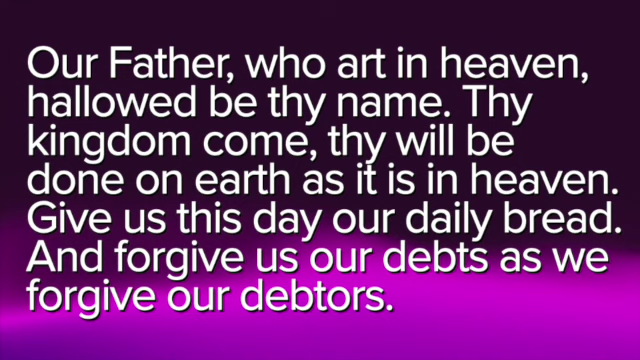 Our Father, who art in heaven,
hallowed be thy name. Thy
kingdom come, thy will be
done on earth as it is in heaven.
Give us this day our daily bread.
And forgive us our debts as we
forgive our debtors.